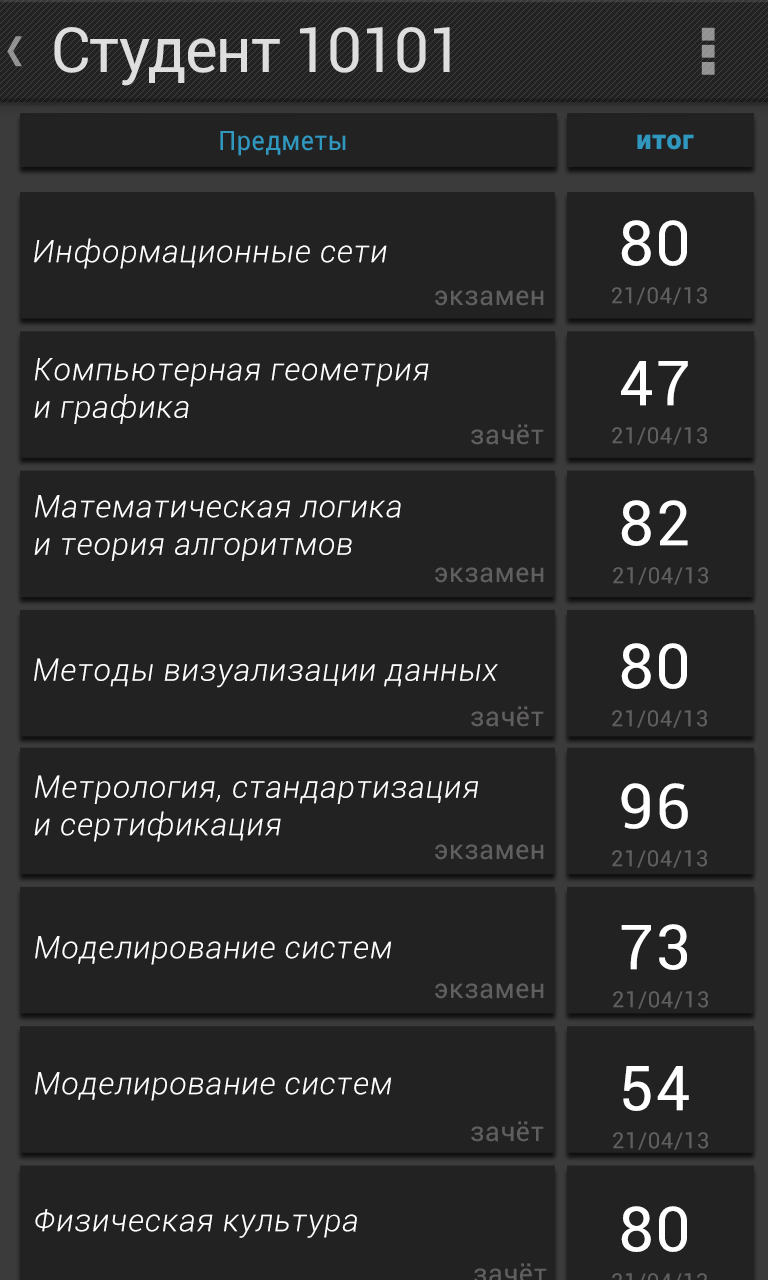 Студент 10101
Предметы
итог
Информационные сети
экзамен
80
21/04/13
Компьютерная геометрия
и графика
зачёт
47
21/04/13
Математическая логика
и теория алгоритмов
экзамен
82
21/04/13
Методы визуализации данных
зачёт
80
21/04/13
Метрология, стандартизация
и сертификация
экзамен
96
21/04/13
Моделирование систем
экзамен
73
21/04/13
Моделирование систем
зачёт
54
21/04/13
Физическая культура
зачёт
80
21/04/13